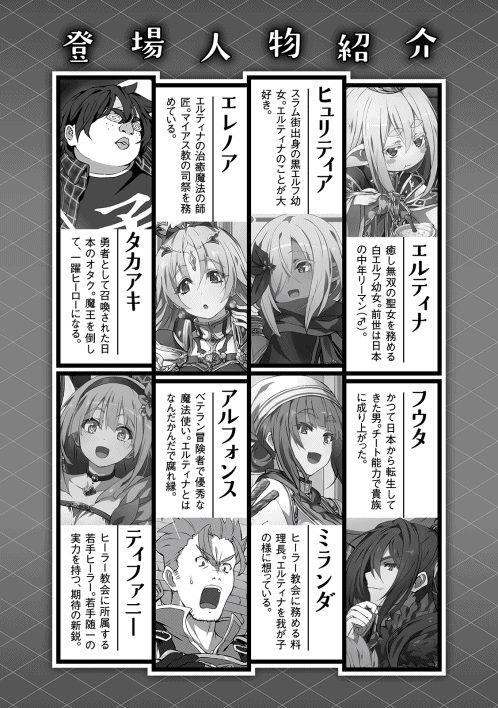 登場人物紹介
エルティナ
癒し無双の聖女を務める
白エルフ幼女。前世は日本
の中年リーマン(♂)。
ヒュリティア
スラム街出身の黒エルフ幼
女。エルティナのことが大
好き。
エレノア
エルティナの治癒魔法の師
匠。マイアス教の司祭を務
めている。
タカアキ
勇者として召喚された日
本のオタク。魔王を倒し
て、一躍ヒーローになる。
フウタ
かつて日本から転生して
きた男。チート能力で貴族
に成り上がった。
ミランダ
ヒーラー教会に務める料
理長。エルティナを我が子
の様に想っている。
アルフォンス
ベテラン冒険者で優秀な
魔法使い。エルティナとは
なんだかんだで腐れ縁。
ティファニー
ヒーラー教会に所属する
若手ヒーラー。若手随一の
実力を持つ、期待の新鋭。